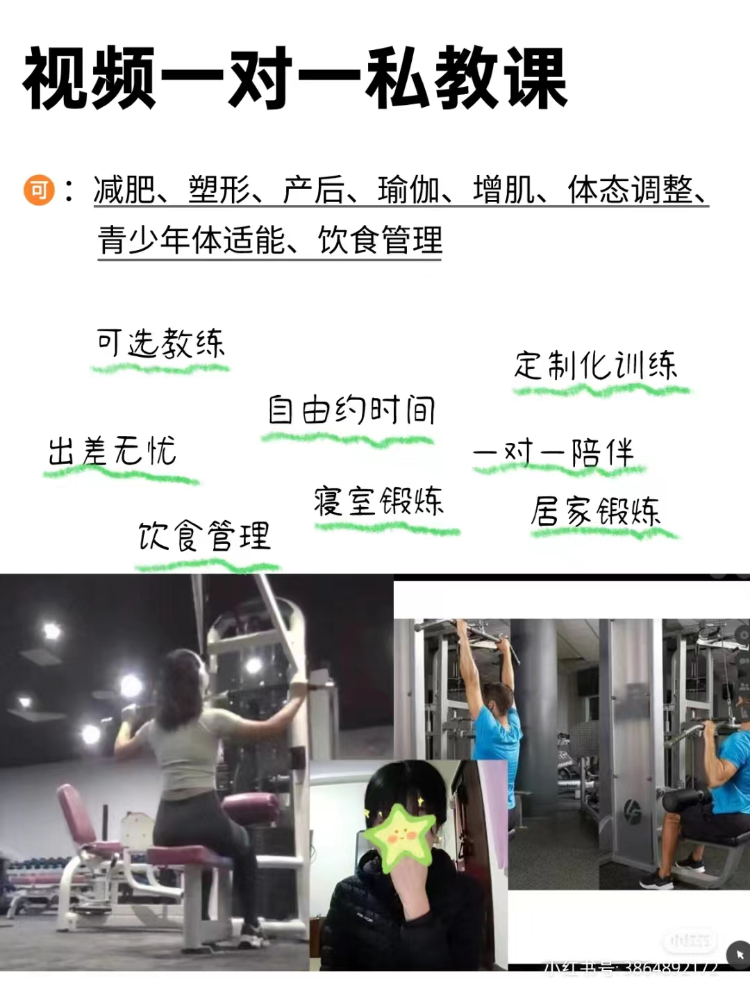 视频一对一私教课
可：减肥、塑形、产后、瑜伽、增肌、体态调整、
青少年体适能、饮食管理
可选教练
定制化训练
自由约时间
出差无忧
一对一陪伴
寝室锻炼
居家锻炼
饮食管理
小红书
小红书号: 3864892172